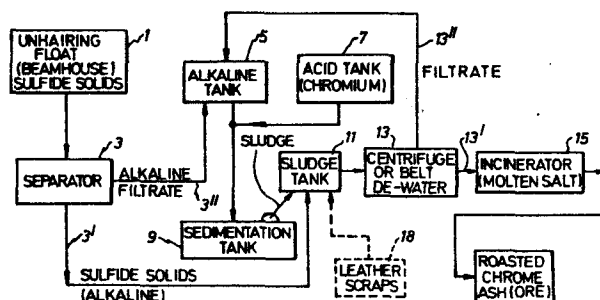 UNHAIRING
FLOAT
(BEAMHOUSE)
SULFIDE SOLIDS
1
5
ALKALINE
TANK
7
ACID TANK
(CHROMIUM)
13"
FILTRATE
3
SEPARATOR
ALKALINE
FILTRATE
3"
SLUDGE
11
SLUDGE
TANK
13
CENTRIFUGE
OR BELT
DE-WATER
13'
15
INCINERATOR
(MOLTEN SALT)
3'
9
SEDIMENTATION
TANK
SULFIDE SOLIDS
(ALKALINE)
18
LEATHER
SCRAPS
ROASTED
CHROME
ASH (ORE)